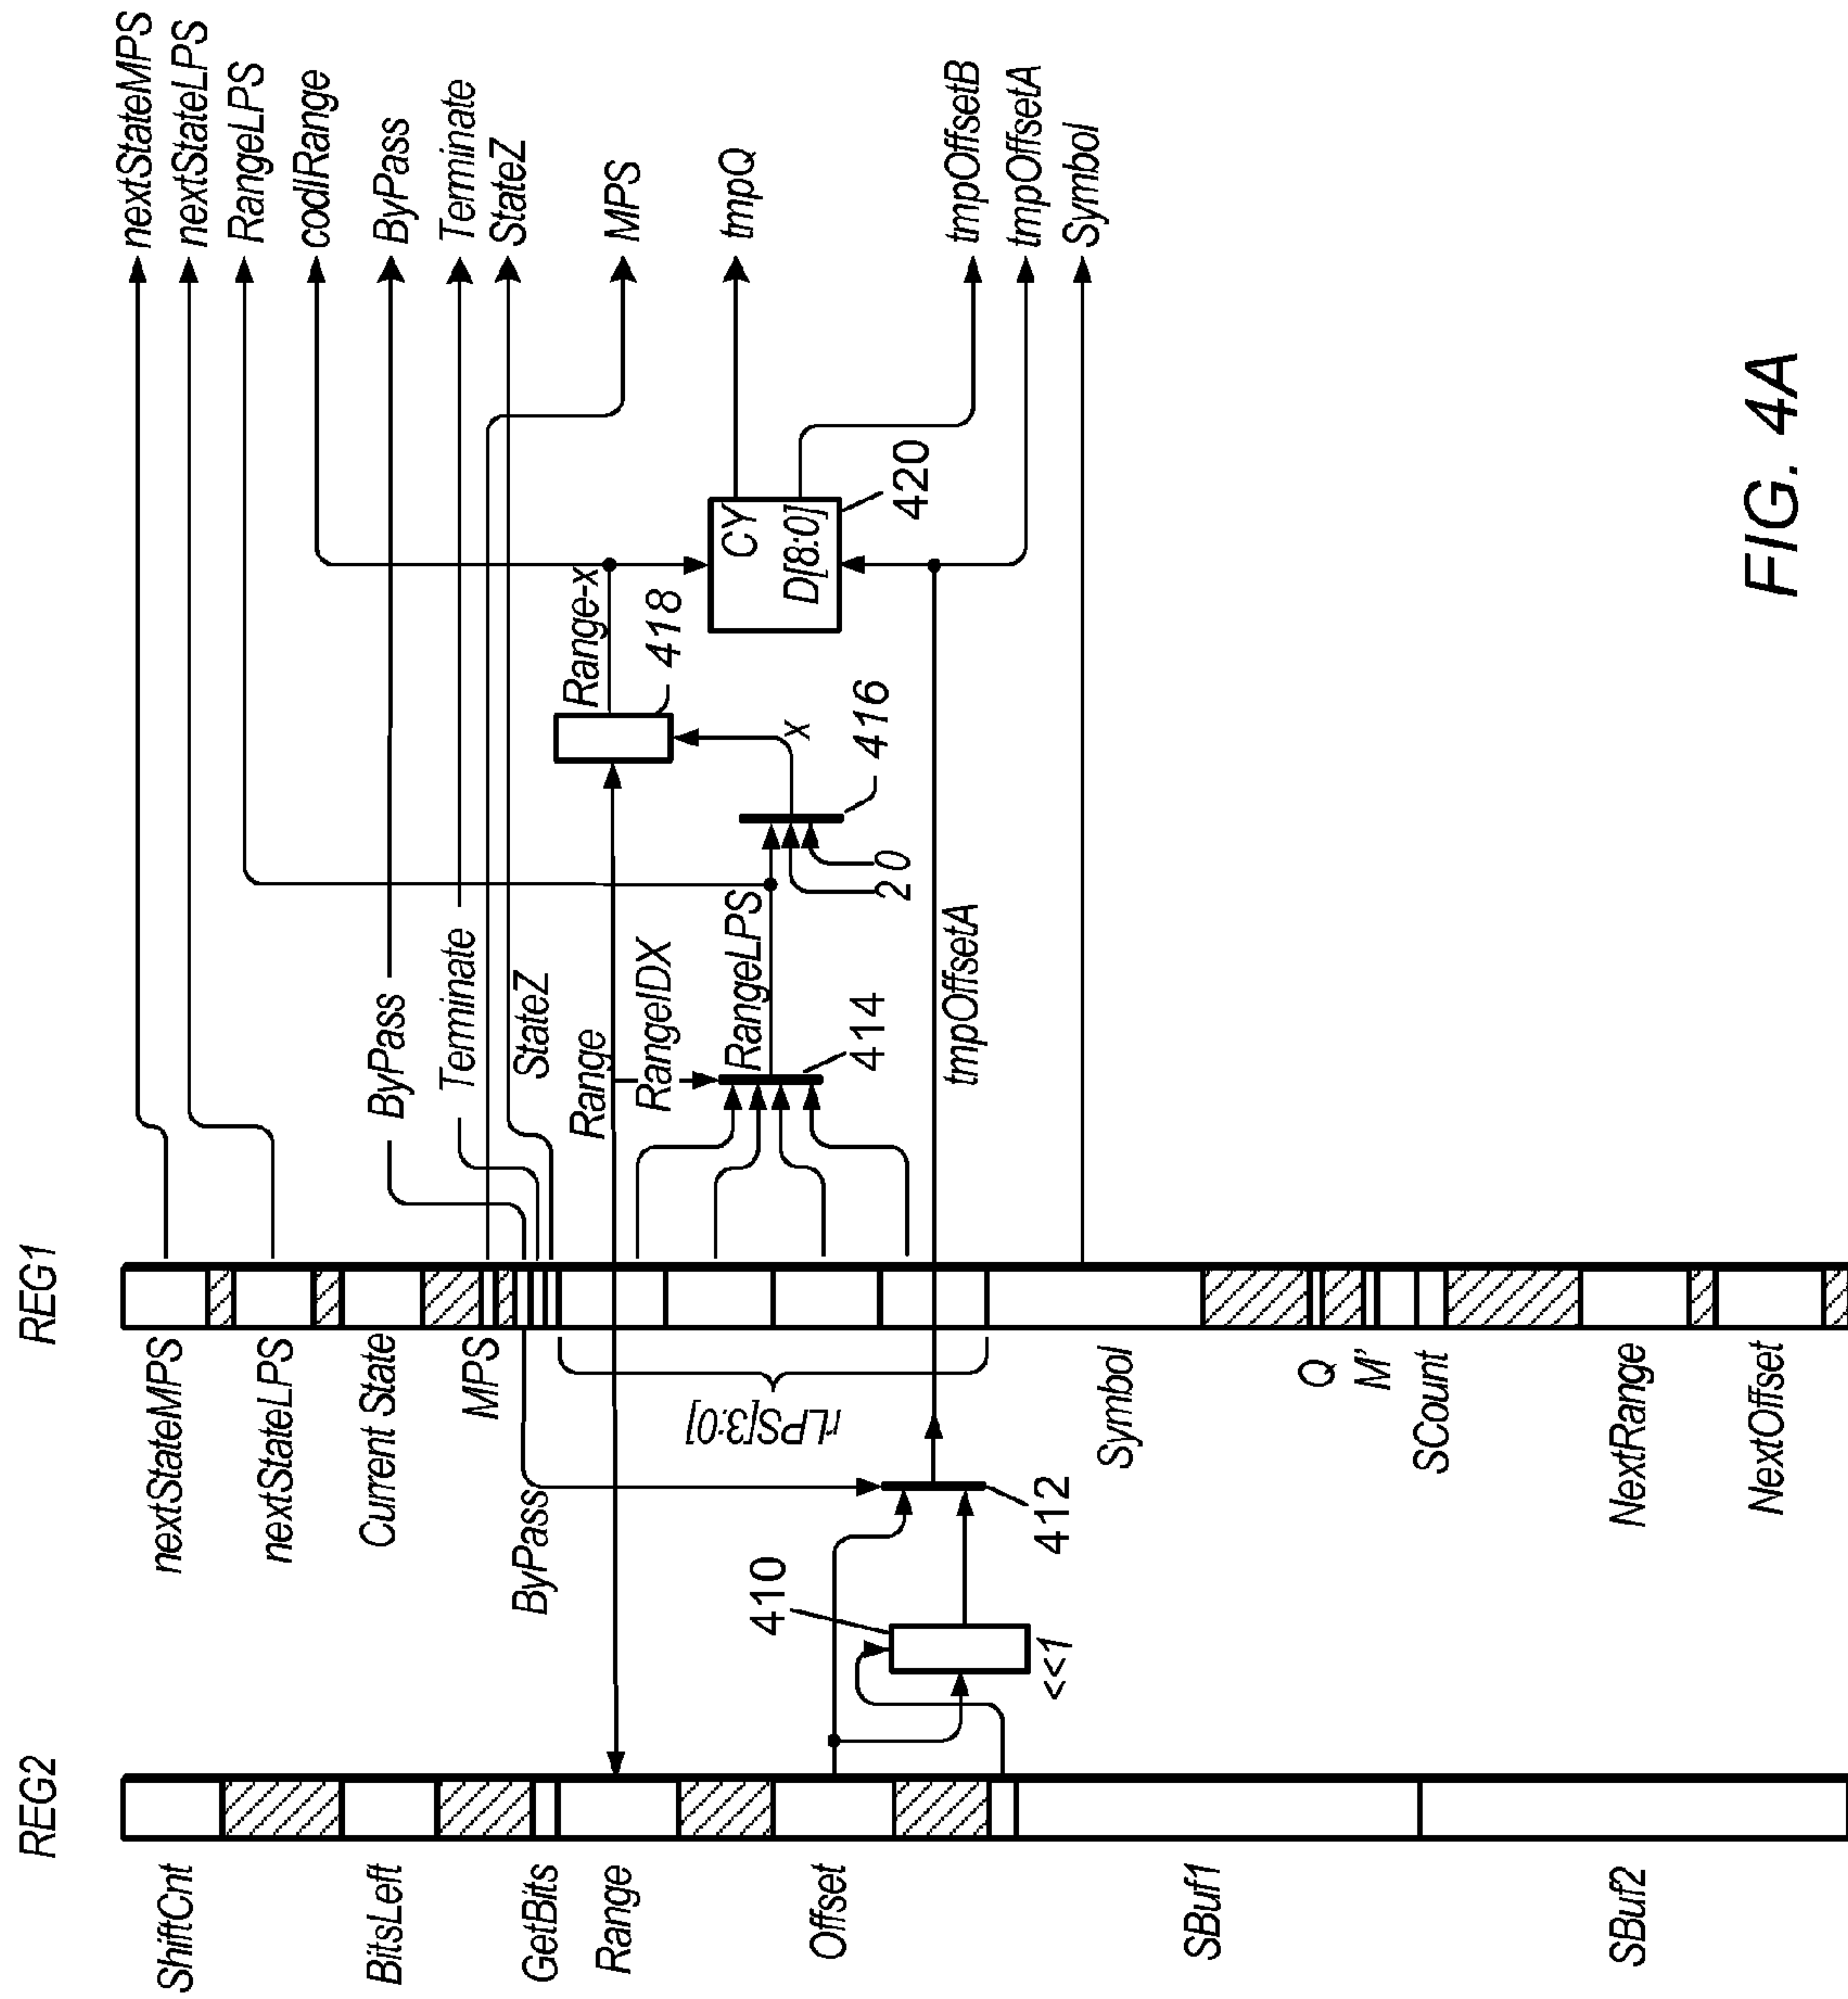 REG2
ShiftCnt
BitsLeft
GetBits
Range
Offset
SBuf1
SBuf2
410
<<1
412
ByPass
REG1
nextStateMPS
nextStateLPS
Current State
MPS
rLPS[3:0]
Symbol
Q
M'
SCount
NextRange
NextOffset
ByPass
Terminate
StateZ
Range
RangeIDX
RangeLPS
414
tmpOffsetA
2
0
416
x
Range-x
418
CY
D[8:0]
420
nextStateMPS
nextStateLPS
RangeLPS
codIRange
ByPass
Terminate
StateZ
MPS
tmpQ
tmpOffsetB
tmpOffsetA
Symbol
FIG. 4A